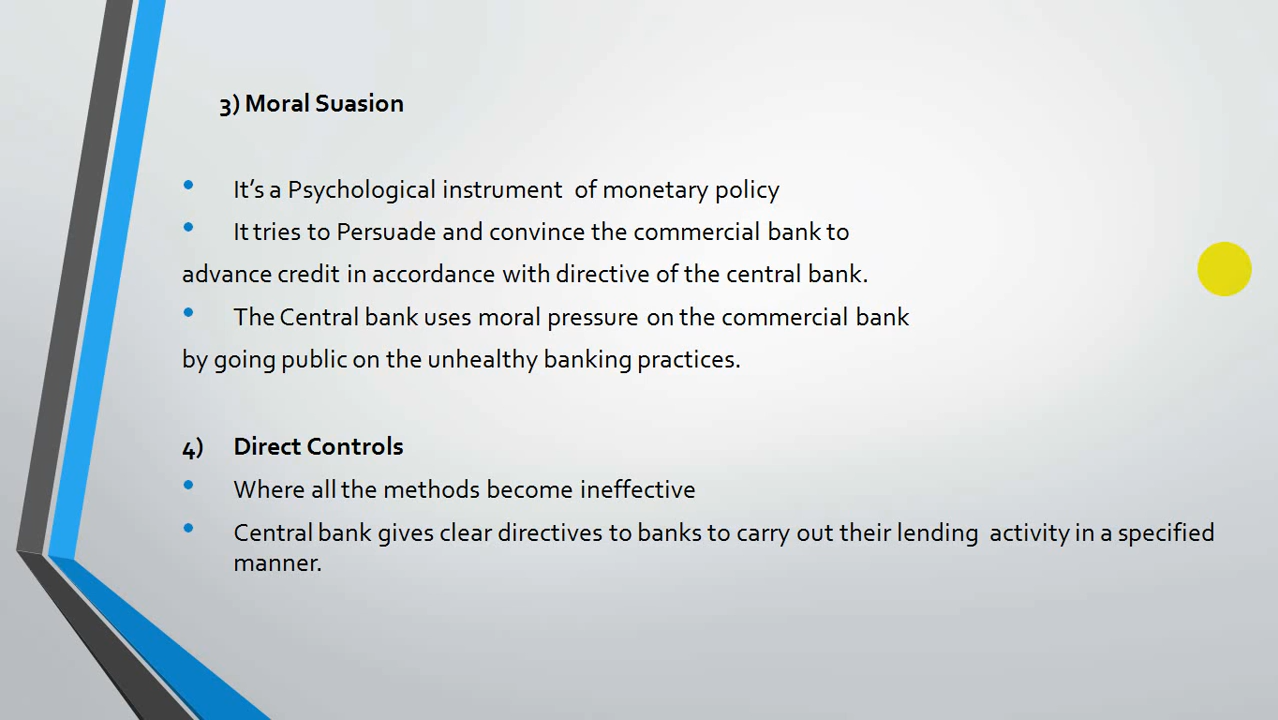 3) Moral Suasion
• It’s a Psychological instrument of monetary policy
• It tries to Persuade and convince the commercial bank to
advance credit in accordance with directive of the central bank.
• The Central bank uses moral pressure on the commercial bank
by going public on the unhealthy banking practices.
4) Direct Controls
• Where all the methods become ineffective
• Central bank gives clear directives to banks to carry out their lending activity in a specified
manner.